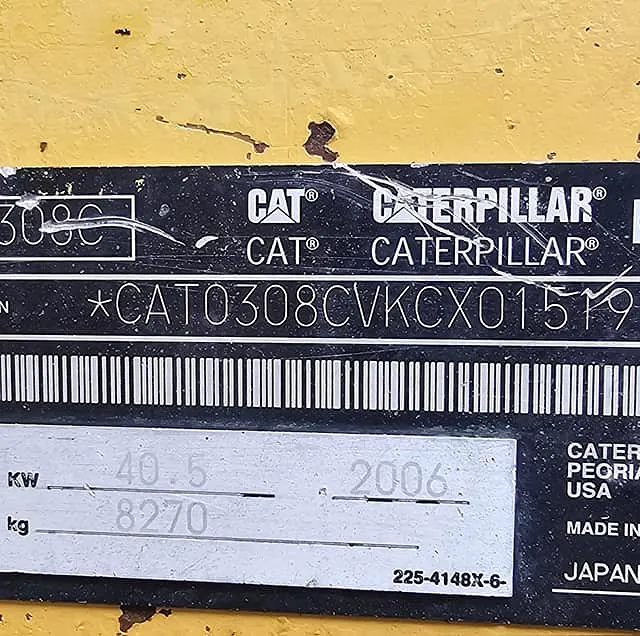 308C
CAT® CATERPILLAR®
CAT® CATERPILLAR®
N *CAT0308CVKCX01519
KW 40.5 2006
kg 8270
225-4148X-6-
CATER
PEORIA
USA
MADE IN
JAPAN